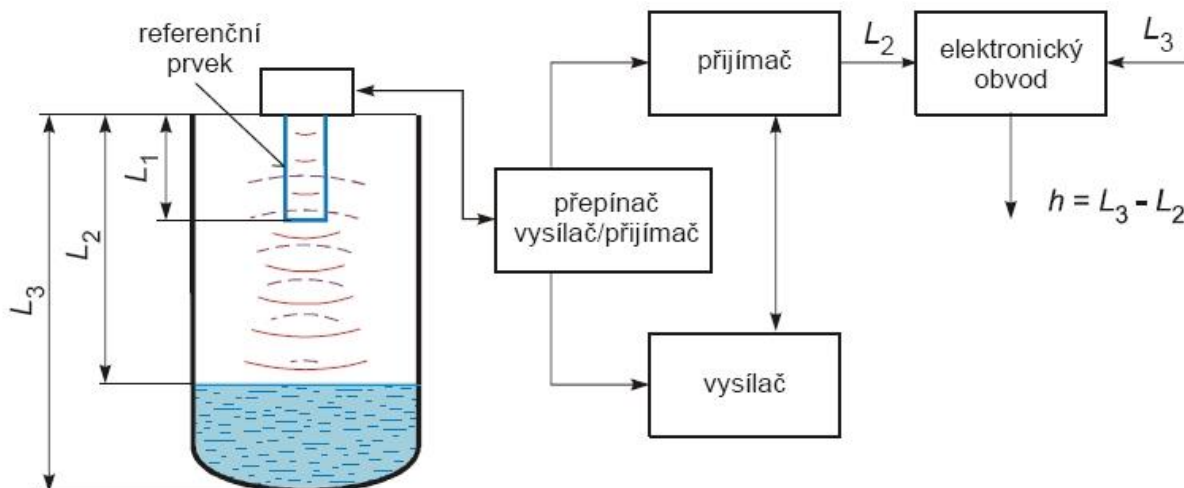 referenční
prvek
L1
L2
L3
přepínač
vysílač/přijímač
přijímač
vysílač
L2
elektronický
obvod
L3
h = L3 - L2